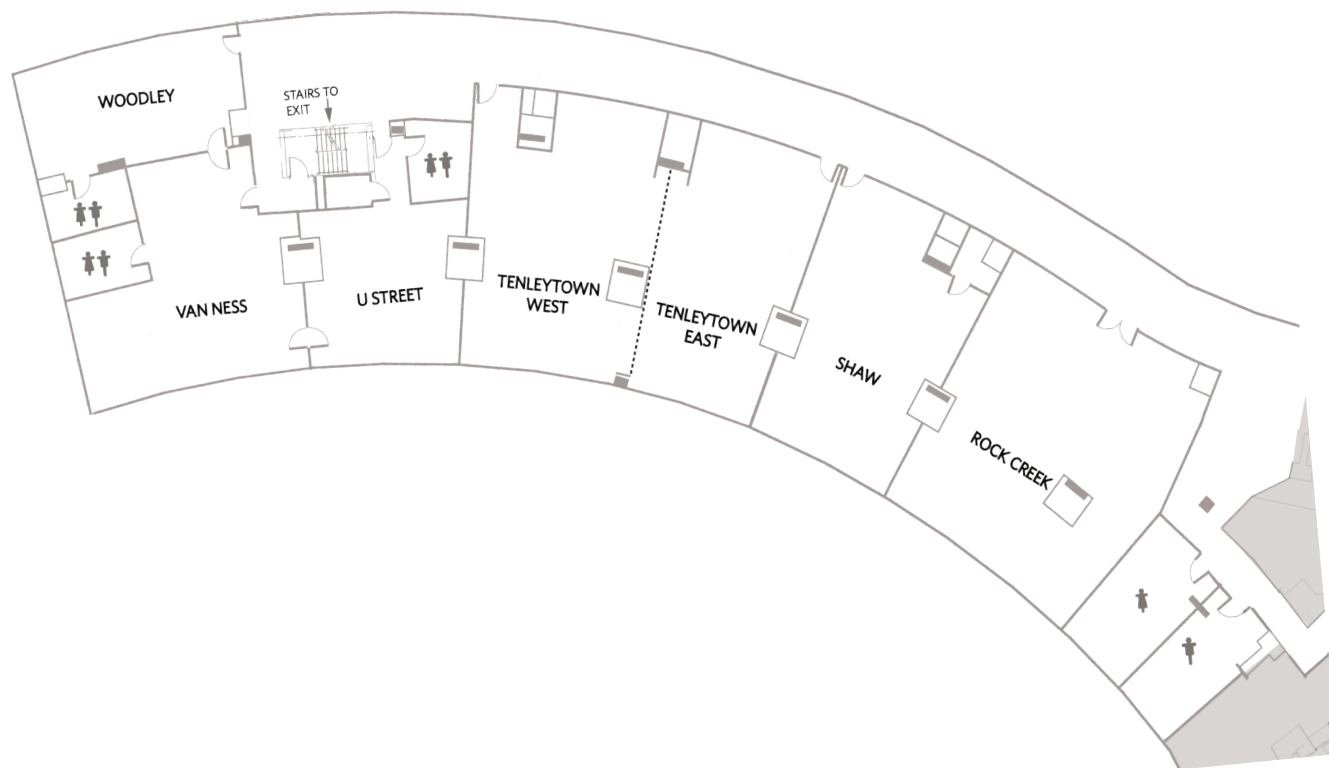 WOODLEY
STAIRS TO
EXIT
VAN NESS
U STREET
TENLEYTOWN
WEST
TENLEYTOWN
EAST
SHAW
ROCK CREEK